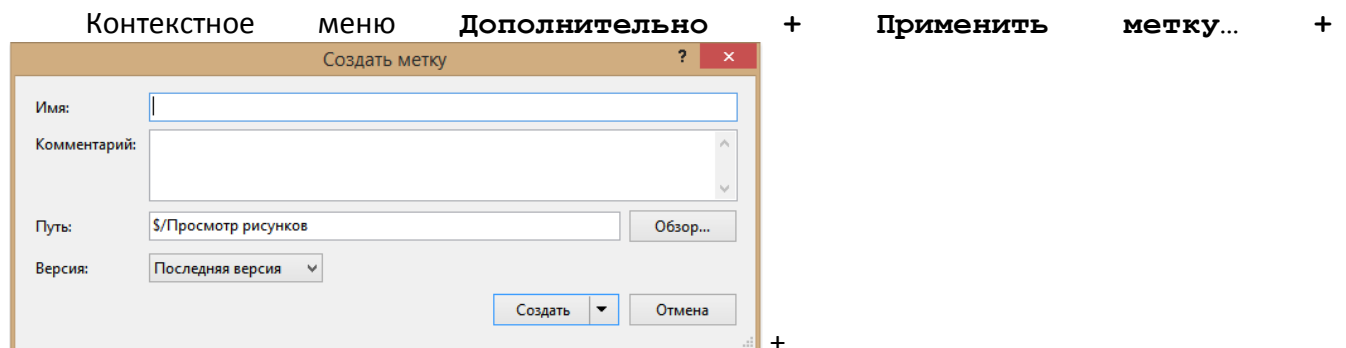 Контекстное меню Дополнительно + Применить метку… +
Создать метку ? ×
Имя:
Комментарий:
Путь: $/Просмотр рисунков Обзор...
Версия: Последняя версия
Создать Отмена
+